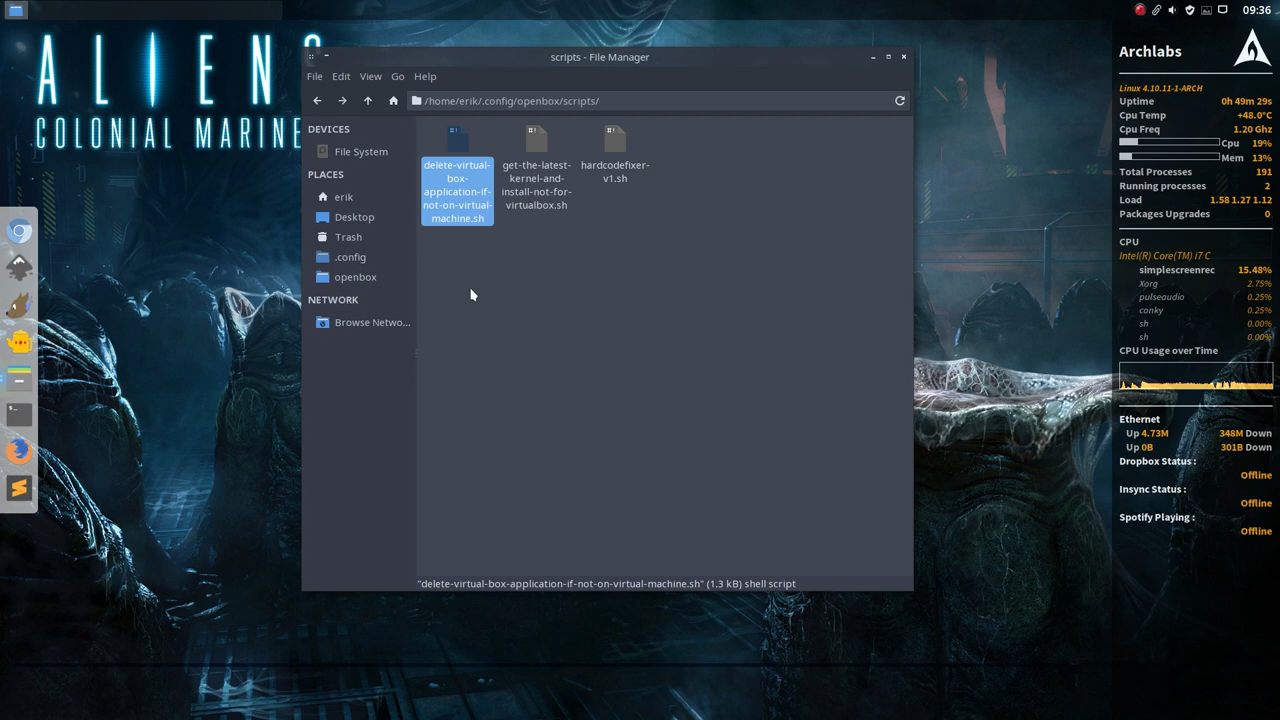 09:36
ALIENS
COLONIAL MARINE
scripts - File Manager
File Edit View Go Help
/home/erik/.config/openbox/scripts/
DEVICES
File System
PLACES
erik
Desktop
Trash
.config
openbox
NETWORK
Browse Netwo...
delete-virtual-
box-
application-if-
not-on-virtual-
machine.sh
get-the-latest-
kernel-and-
install-not-for-
virtualbox.sh
hardcodefixer-
v1.sh
"delete-virtual-box-application-if-not-on-virtual-machine.sh" (1.3 kB) shell script
Archlabs
Linux 4.10.11-1-ARCH
Uptime 0h 49m 29s
Cpu Temp +48.0°C
Cpu Freq 1.20 Ghz
Cpu 19%
Mem 13%
Total Processes 191
Running processes 2
Load 1.58 1.27 1.12
Packages Upgrades 0
CPU
Intel(R) Core(TM) i7 C
simplescreenrec 15.48%
Xorg 2.75%
pulseaudio 0.25%
conky 0.25%
sh 0.00%
sh 0.00%
CPU Usage over Time
Ethernet
Up 4.73M 348M Down
Up 0B 301B Down
Dropbox Status :
Offline
Insync Status :
Offline
Spotify Playing :
Offline